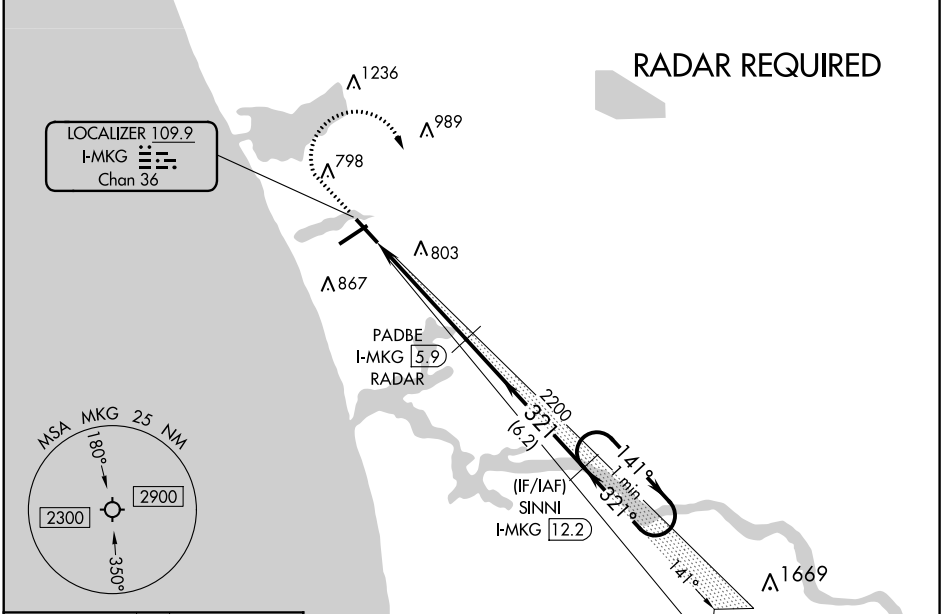 RADAR REQUIRED
1236
989
LOCALIZER 109.9
I-MKG
Chan 36
798
803
867
PADBE
I-MKG 5.9
RADAR
2200
321
(6.2)
141°
1 min
321°
(IF/IAF)
SINNI
I-MKG 12.2
141°
1669
MSA MKG 25 NM
180°
2900
2300
350°